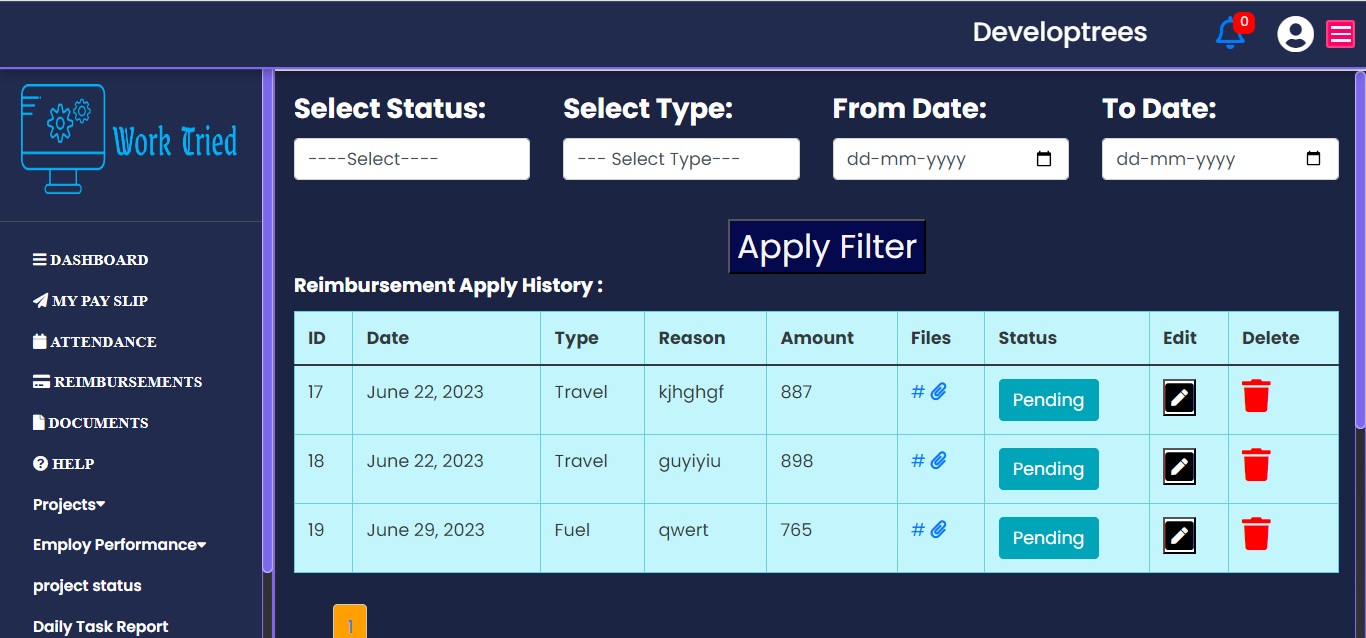 Developtrees
0
Work Tried
DASHBOARD
MY PAY SLIP
ATTENDANCE
REIMBURSEMENTS
DOCUMENTS
HELP
Projects
Employ Performance
project status
Daily Task Report
Select Status: Select Type: From Date: To Date:
----Select---- --- Select Type--- dd-mm-yyyy dd-mm-yyyy
Apply Filter
Reimbursement Apply History :
ID Date Type Reason Amount Files Status Edit Delete
17 June 22, 2023 Travel kjhghgf 887 # Pending
18 June 22, 2023 Travel guyiyiu 898 # Pending
19 June 29, 2023 Fuel qwert 765 # Pending
1